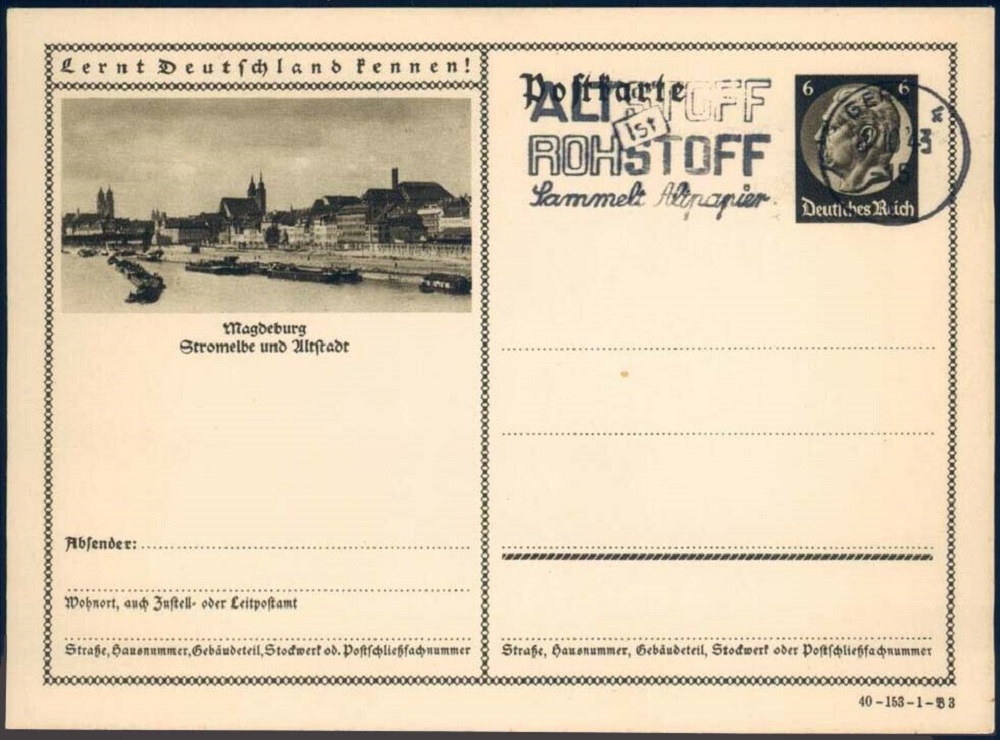 Lernt Deutschland kennen!
Magdeburg
Stromelbe und Altstadt
Absender:
Wohnort, auch Zustell- oder Leitpostamt
Straße, Hausnummer, Gebäudeteil, Stockwerk od. Postschließfachnummer
Postkarte
ALTSTOFF
ist
ROHSTOFF
Sammelt Altpapier
6 6
Deutsches Reich
Straße, Hausnummer, Gebäudeteil, Stockwerk oder Postschließfachnummer
40-153-1-B3